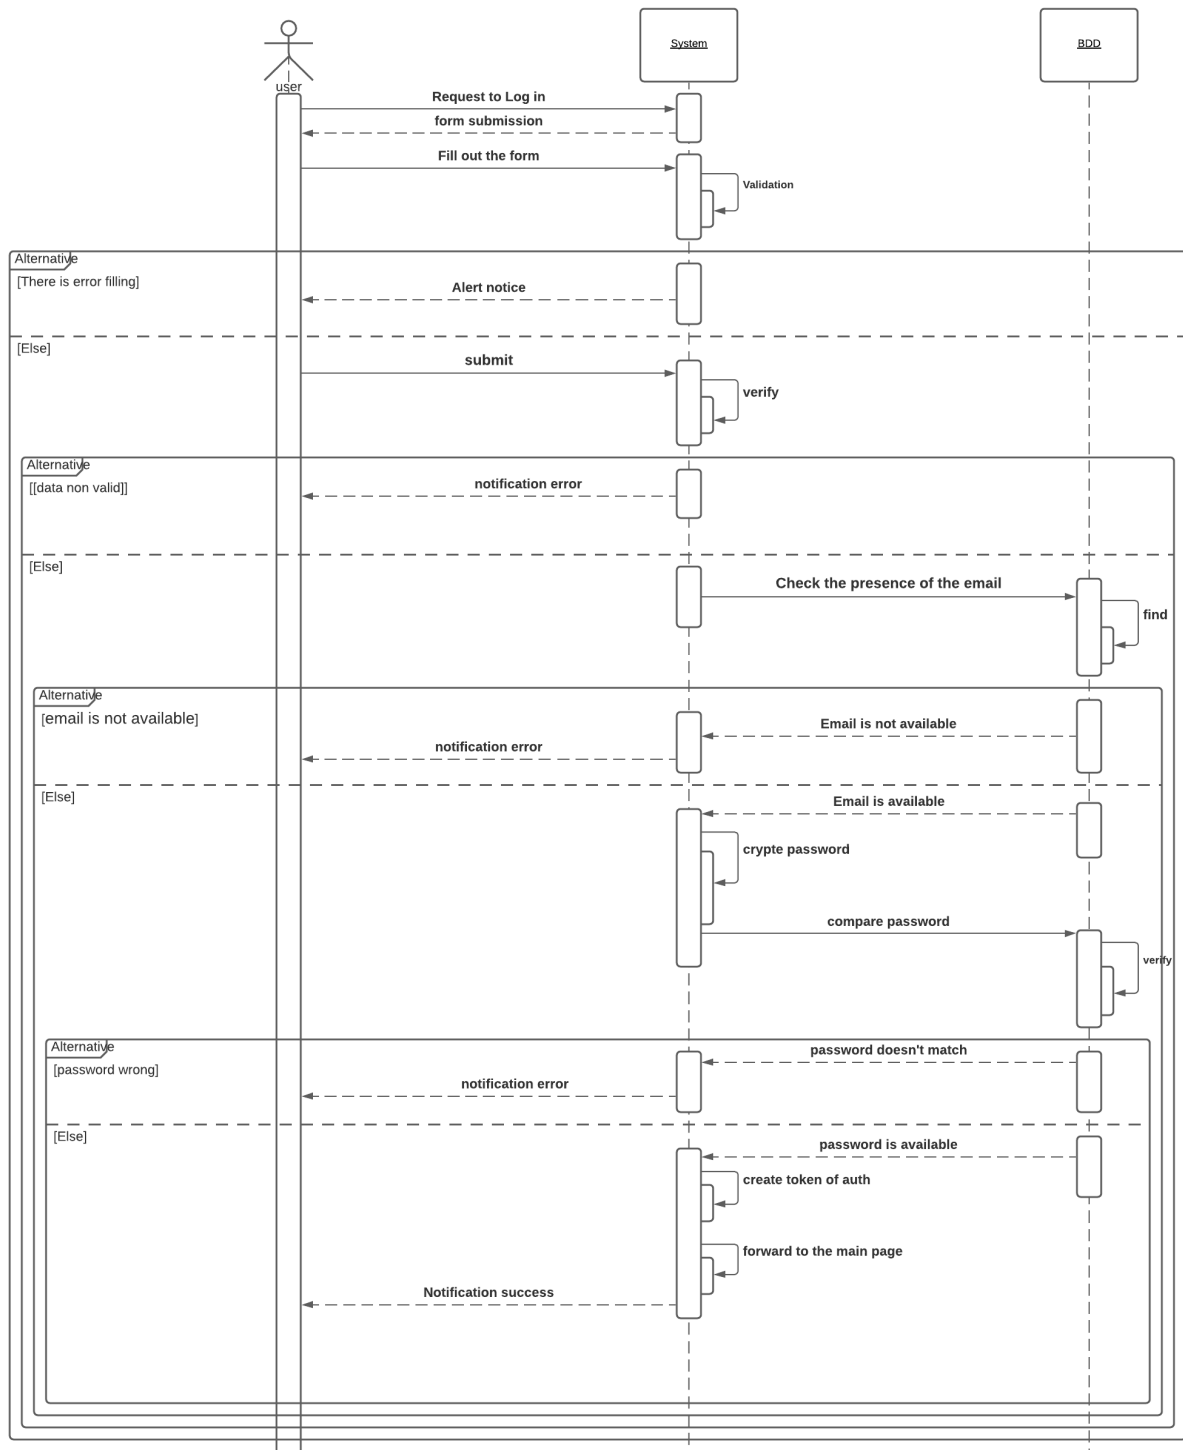 System
BDD
user
Request to Log in
form submission
Fill out the form
Validation
Alternative
[There is error filling]
Alert notice
[Else]
submit
verify
Alternative
[[data non valid]]
notification error
[Else]
Check the presence of the email
find
Alternative
[email is not available]
Email is not available
notification error
[Else]
Email is available
crypte password
compare password
verify
Alternative
password doesn't match
[password wrong]
notification error
[Else]
password is available
create token of auth
forward to the main page
Notification success